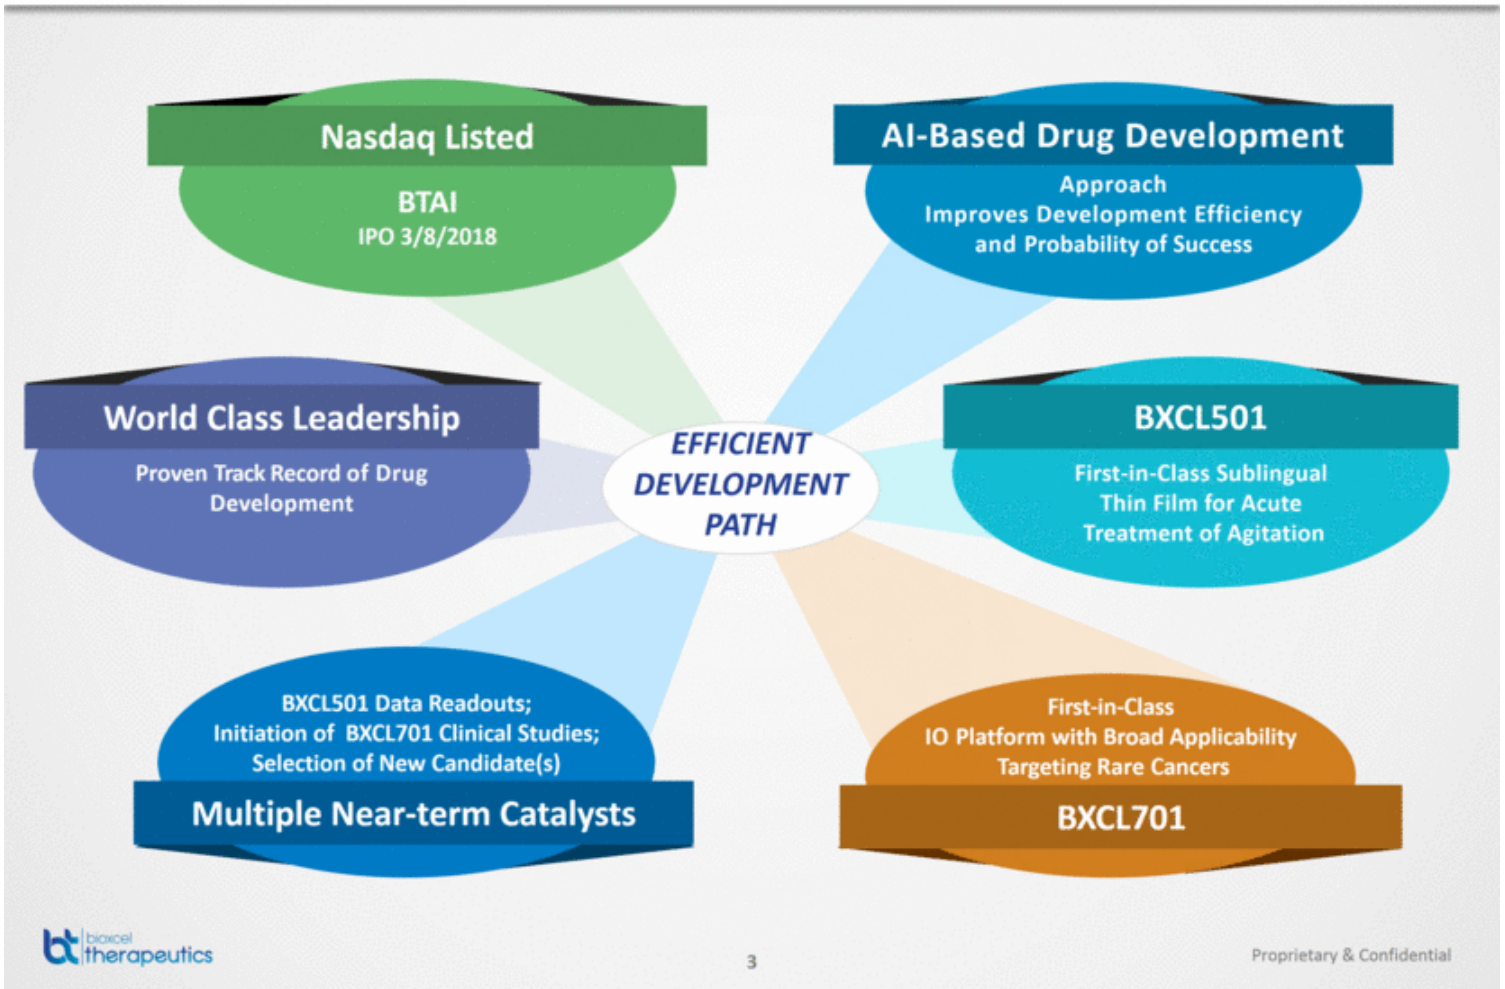 Nasdaq Listed
BTAI
IPO 3/8/2018
AI-Based Drug Development
Approach
Improves Development Efficiency
and Probability of Success
World Class Leadership
Proven Track Record of Drug
Development
EFFICIENT
DEVELOPMENT
PATH
BXCL501
First-in-Class Sublingual
Thin Film for Acute
Treatment of Agitation
BXCL501 Data Readouts;
Initiation of BXCL701 Clinical Studies;
Selection of New Candidate(s)
Multiple Near-term Catalysts
First-in-Class
IO Platform with Broad Applicability
Targeting Rare Cancers
BXCL701
bt bioxcel
therapeutics
3
Proprietary & Confidential